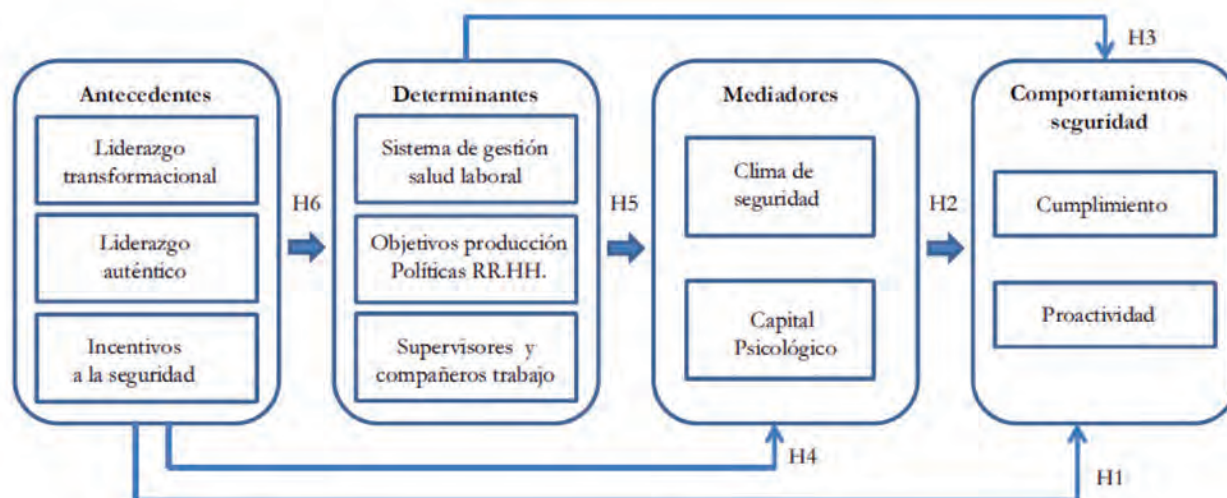 H3
Antecedentes
Liderazgo
transformacional
Liderazgo
auténtico
Incentivos
a la seguridad
H6
Determinantes
Sistema de gestión
salud laboral
Objetivos producción
Políticas RR.HH.
Supervisores y
compañeros trabajo
H5
Mediadores
Clima de
seguridad
Capital
Psicológico
H2
Comportamientos
seguridad
Cumplimiento
Proactividad
H4
H1